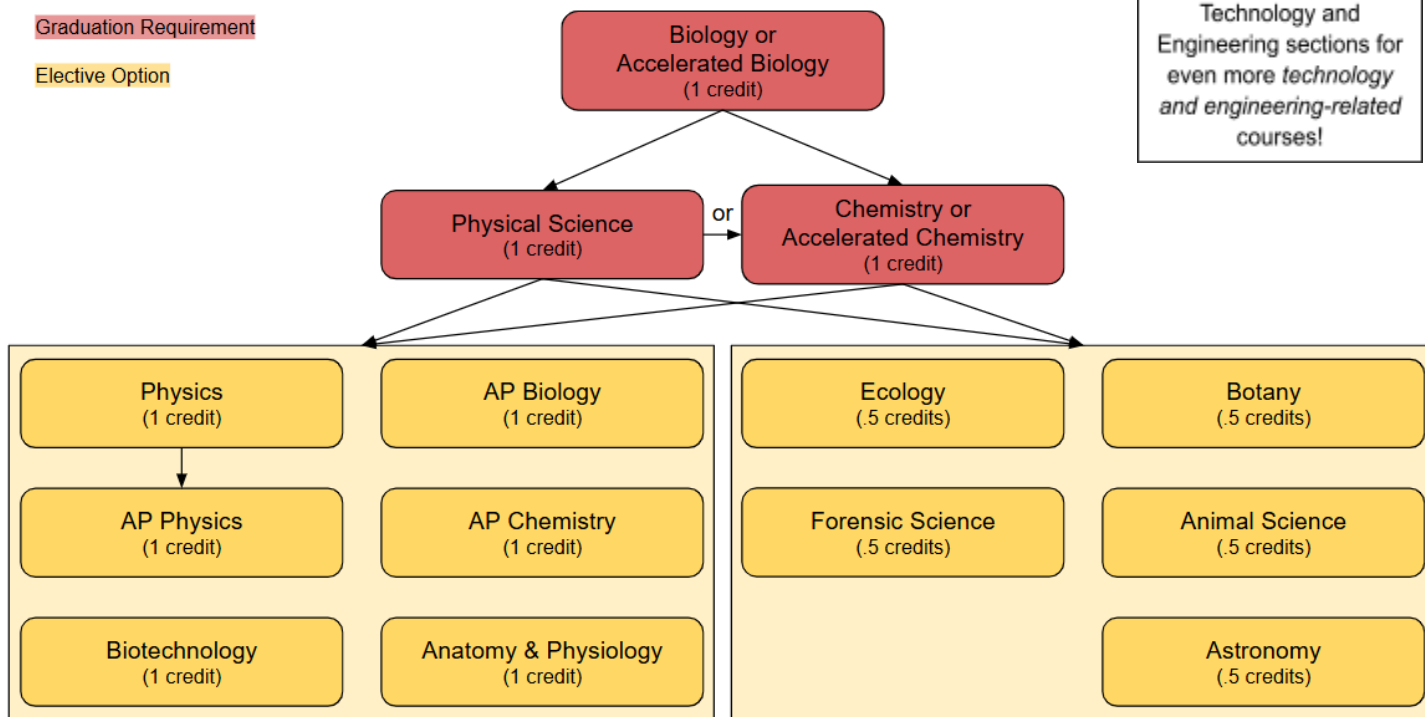 Graduation Requirement
Elective Option
Technology and
Engineering sections for
even more technology
and engineering-related
courses!
Biology or
Accelerated Biology
(1 credit)
Physical Science
(1 credit)
or
Chemistry or
Accelerated Chemistry
(1 credit)
Physics
(1 credit)
AP Biology
(1 credit)
Ecology
(.5 credits)
Botany
(.5 credits)
AP Physics
(1 credit)
AP Chemistry
(1 credit)
Forensic Science
(.5 credits)
Animal Science
(.5 credits)
Biotechnology
(1 credit)
Anatomy & Physiology
(1 credit)
Astronomy
(.5 credits)